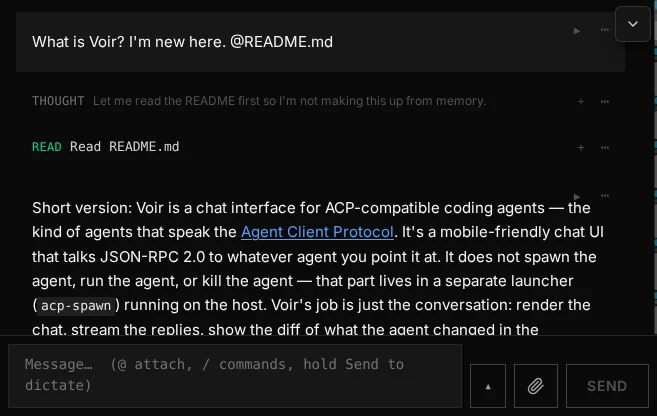 What is Voir? I'm new here. @README.md
THOUGHT Let me read the README first so I'm not making this up from memory.
READ Read README.md
Short version: Voir is a chat interface for ACP-compatible coding agents — the
kind of agents that speak the Agent Client Protocol. It's a mobile-friendly chat UI
that talks JSON-RPC 2.0 to whatever agent you point it at. It does not spawn the
agent, run the agent, or kill the agent — that part lives in a separate launcher
(acp-spawn) running on the host. Voir's job is just the conversation: render the
chat, stream the replies, show the diff of what the agent changed in the
Message… (@ attach, / commands, hold Send to
dictate)
SEND